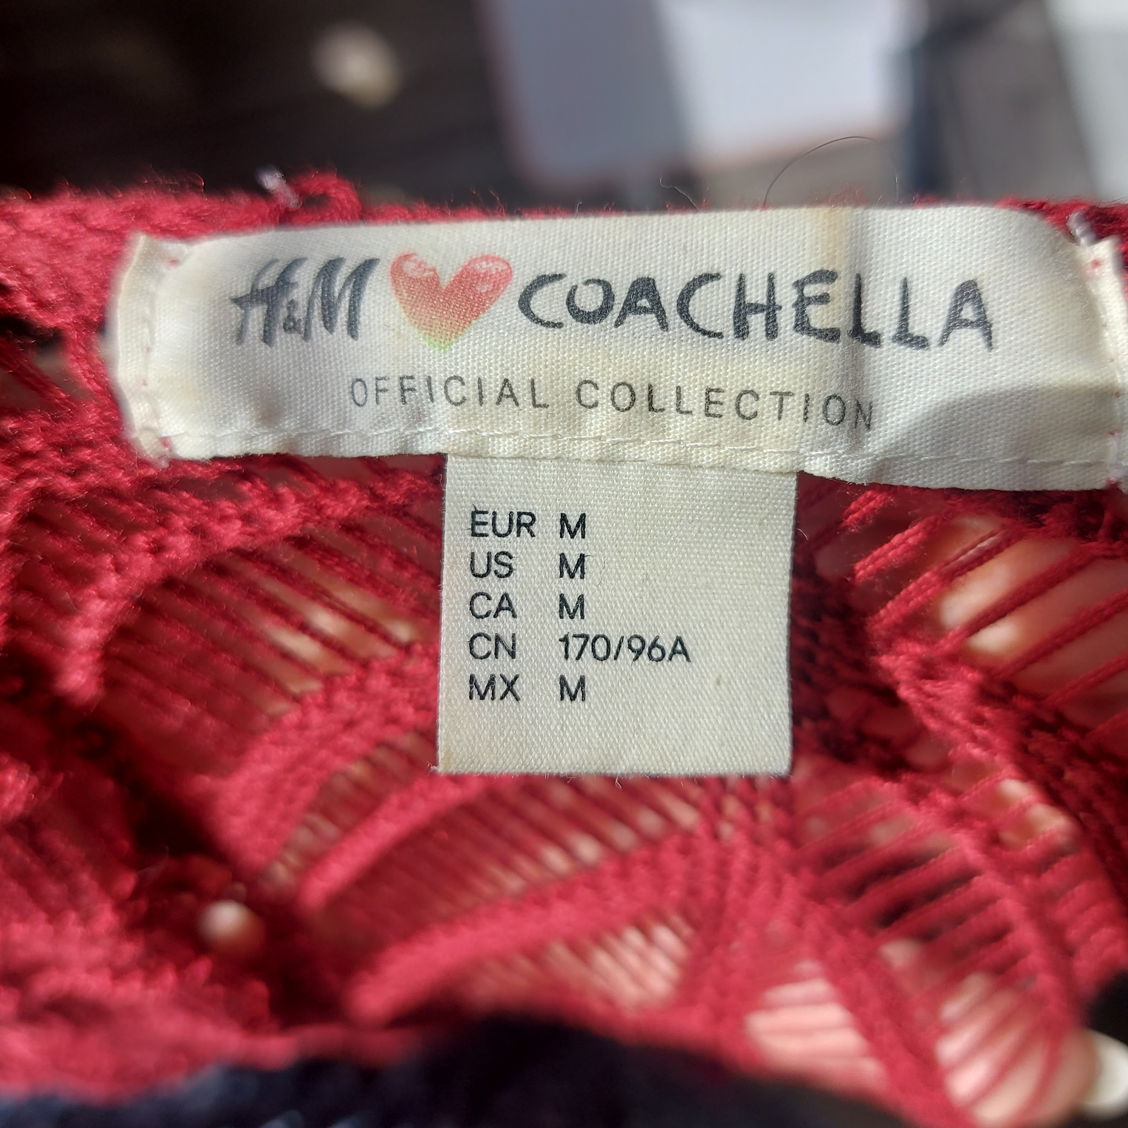 H&M COACHELLA
OFFICIAL COLLECTION
EUR M
US M
CA M
CN 170/96A
MX M